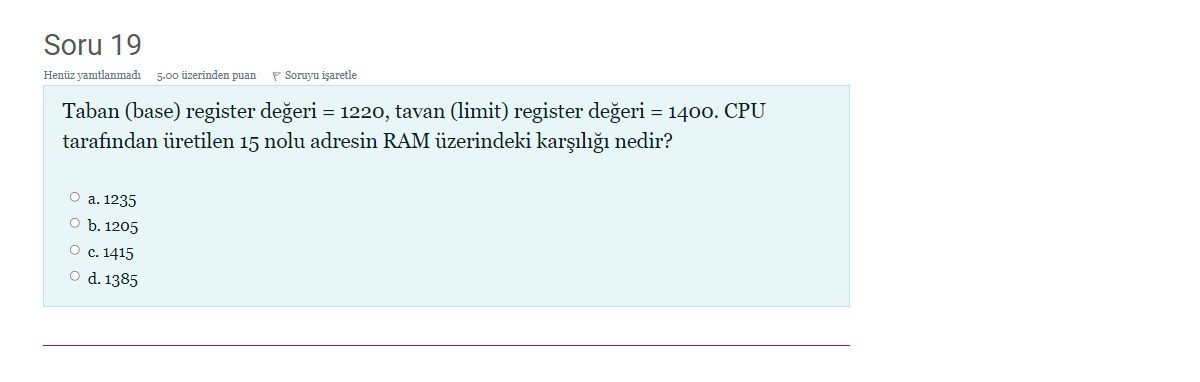 Soru 19
Henüz yanıtlanmadı 5.00 üzerinden puan Soruyu işaretle
Taban (base) register değeri = 1220, tavan (limit) register değeri = 1400. CPU
tarafından üretilen 15 nolu adresin RAM üzerindeki karşılığı nedir?
a. 1235
b. 1205
c. 1415
d. 1385